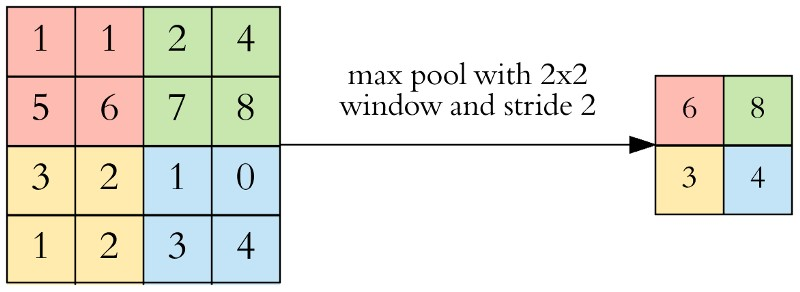 1 1 2 4
5 6 7 8
3 2 1 0
1 2 3 4
max pool with 2x2
window and stride 2
6 8
3 4